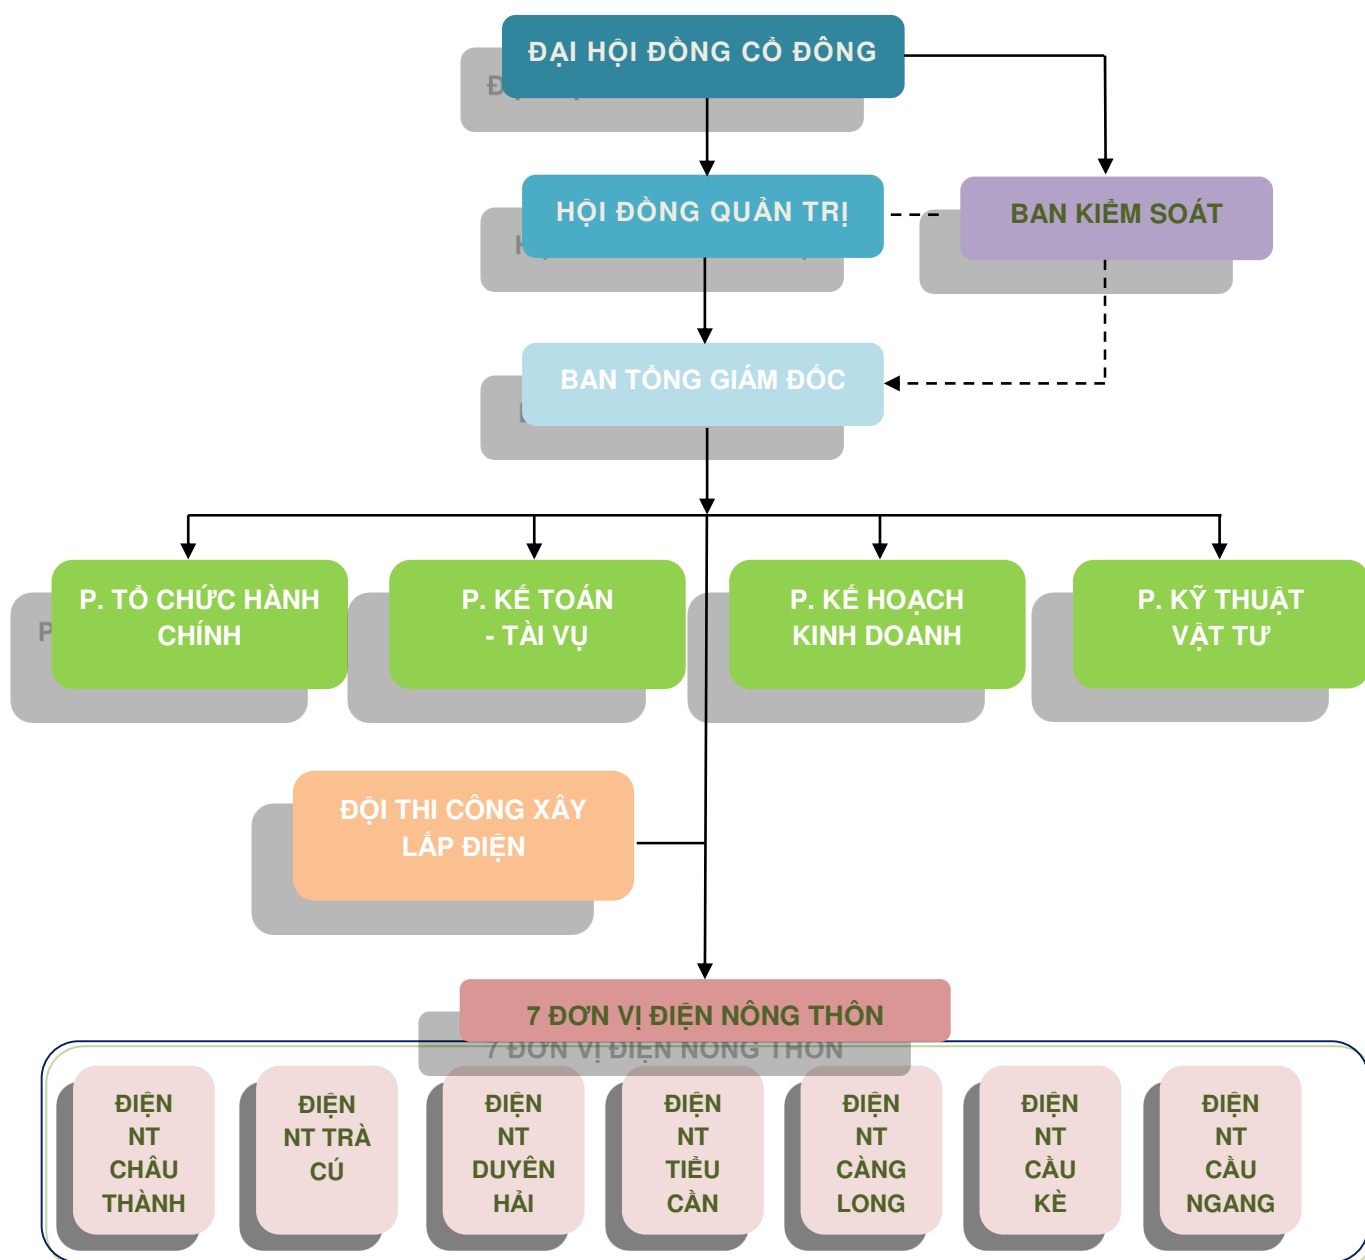 ĐẠI HỘI ĐỒNG CỔ ĐÔNG
HỘI ĐỒNG QUẢN TRỊ
BAN KIỂM SOÁT
BAN TỔNG GIÁM ĐỐC
P. TỔ CHỨC HÀNH
CHÍNH
P. KẾ TOÁN
- TÀI VỤ
P. KẾ HOẠCH
KINH DOANH
P. KỸ THUẬT
VẬT TƯ
ĐỘI THI CÔNG XÂY
LẮP ĐIỆN
7 ĐƠN VỊ ĐIỆN NÔNG THÔN
ĐIỆN
NT
CHÂU
THÀNH
ĐIỆN
NT TRÀ
CÚ
ĐIỆN
NT
DUYÊN
HẢI
ĐIỆN
NT
TIỂU
CẦN
ĐIỆN
NT
CÀNG
LONG
ĐIỆN
NT
CẦU
KÈ
ĐIỆN
NT
CẦU
NGANG